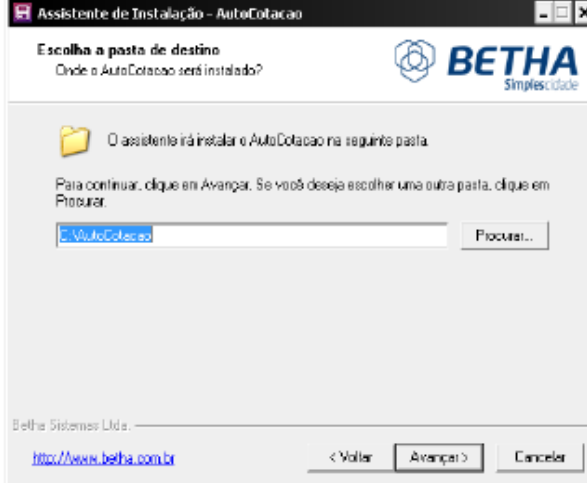 Assistente de Instalação - AutoCotacao
Escolha a pasta de destino
Onde o AutoCotacao será instalado?
BETHA
Simplescidade
O assistente irá instalar o AutoCotacao na seguinte pasta.
Para continuar, clique em Avançar. Se você deseja escolher uma outra pasta, clique em
Procurar.
C:\AutoCotacao
Procurar...
Betha Sistemas Ltda.
http://www.betha.com.br
< Voltar
Avançar >
Cancelar